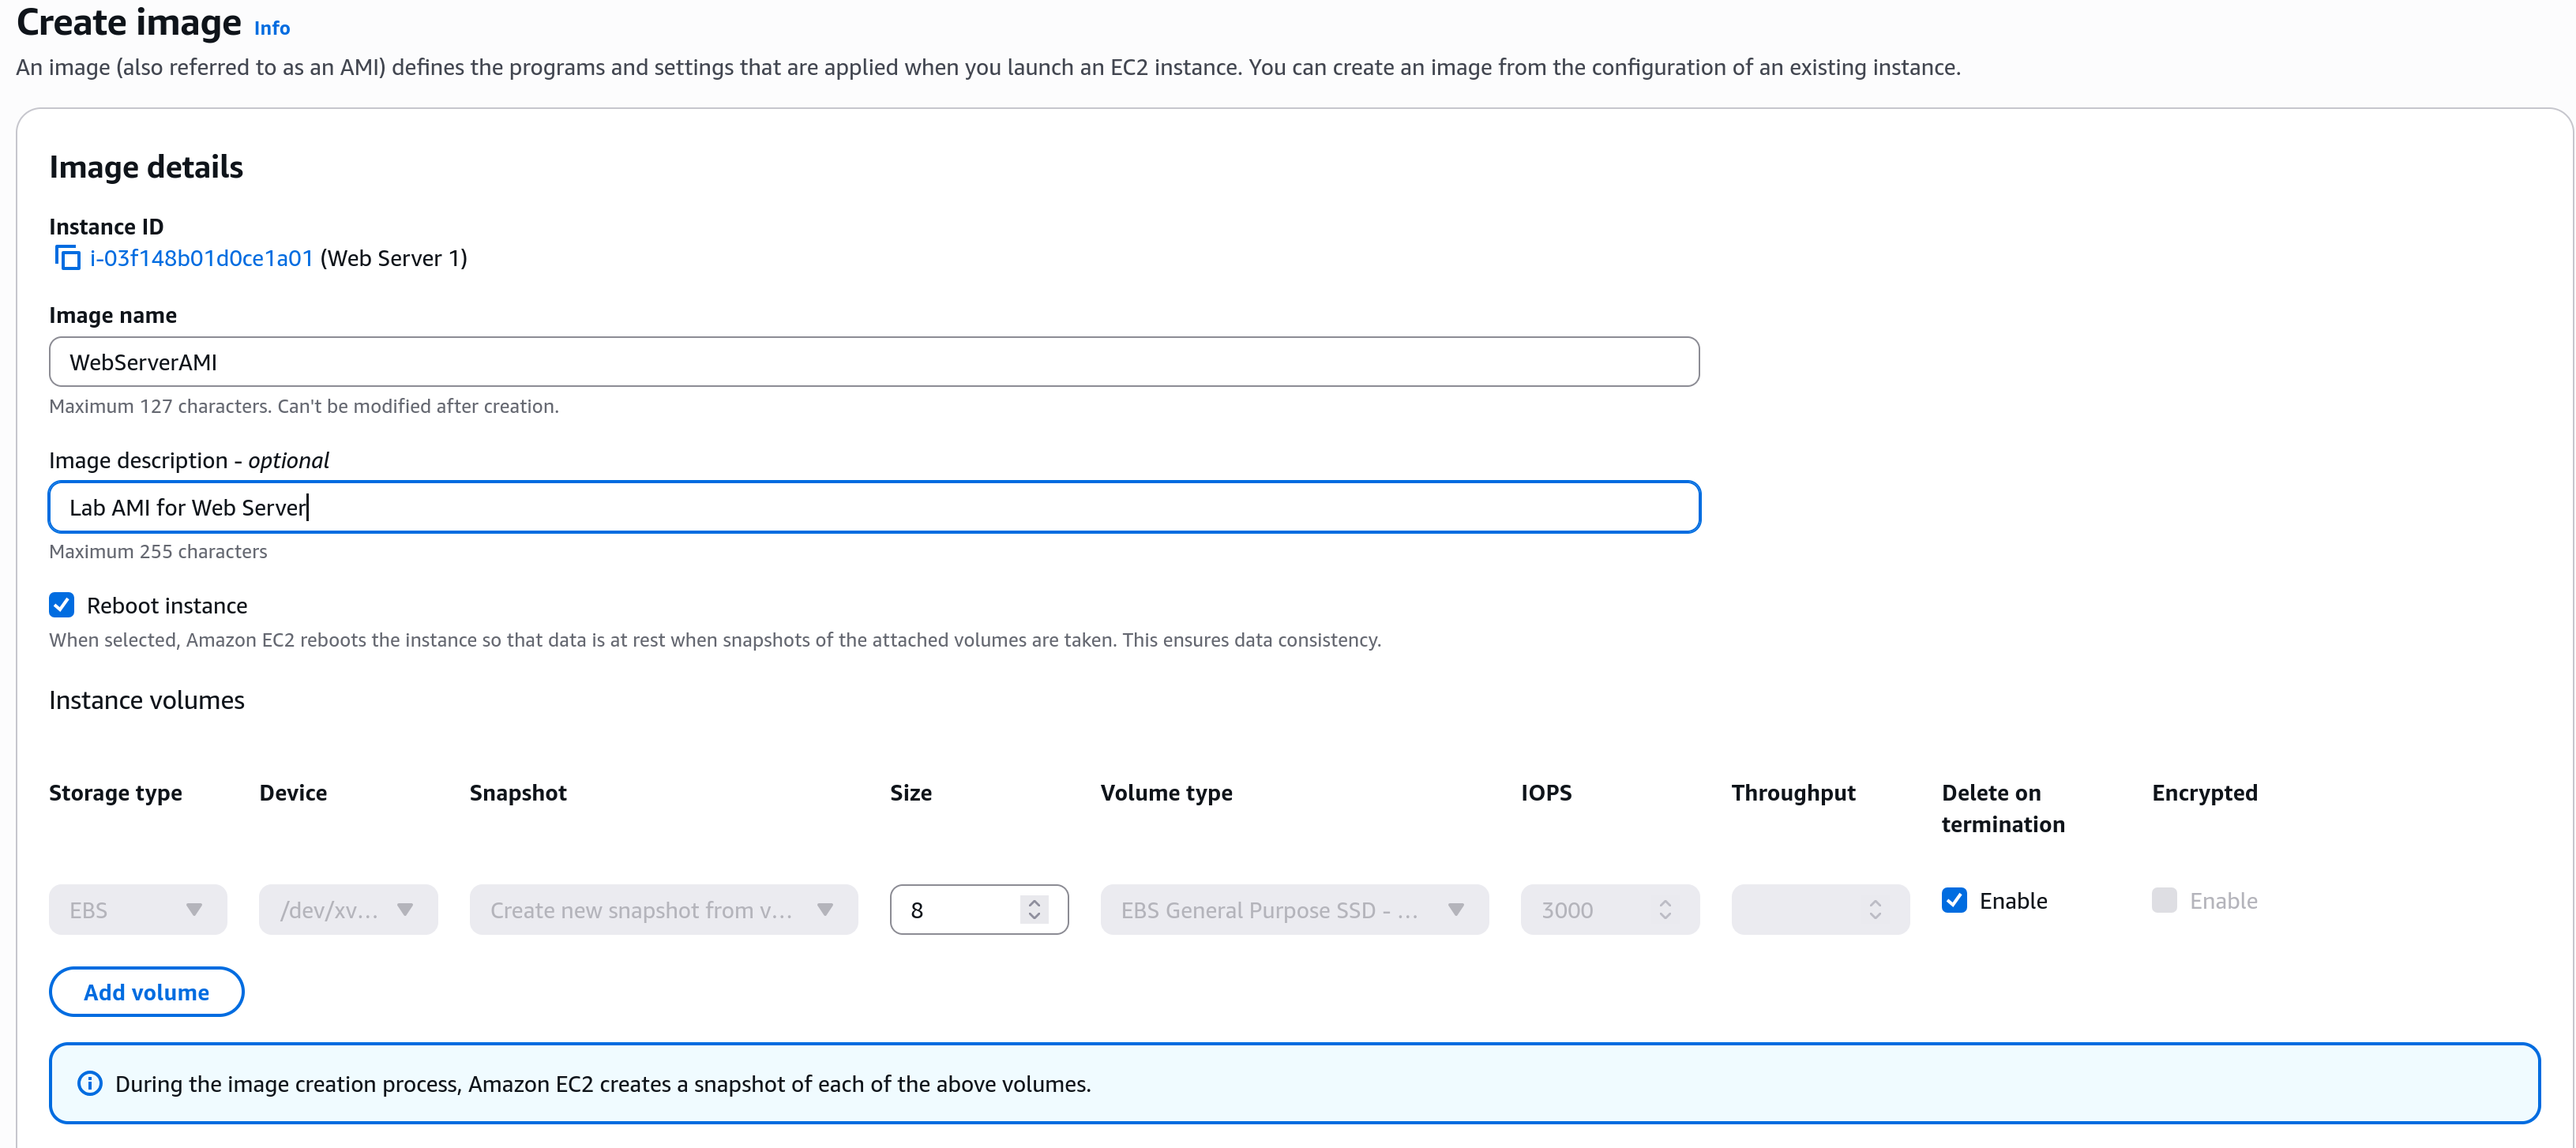 Create image Info
An image (also referred to as an AMI) defines the programs and settings that are applied when you launch an EC2 instance. You can create an image from the configuration of an existing instance.
Image details
Instance ID
i-03f148b01d0ce1a01 (Web Server 1)
Image name
WebServerAMI
Maximum 127 characters. Can't be modified after creation.
Image description - optional
Lab AMI for Web Server
Maximum 255 characters
Reboot instance
When selected, Amazon EC2 reboots the instance so that data is at rest when snapshots of the attached volumes are taken. This ensures data consistency.
Instance volumes
Storage type Device Snapshot Size Volume type IOPS Throughput Delete on termination Encrypted
EBS /dev/xv... Create new snapshot from v... 8 EBS General Purpose SSD - ... 3000 Enable Enable
Add volume
During the image creation process, Amazon EC2 creates a snapshot of each of the above volumes.